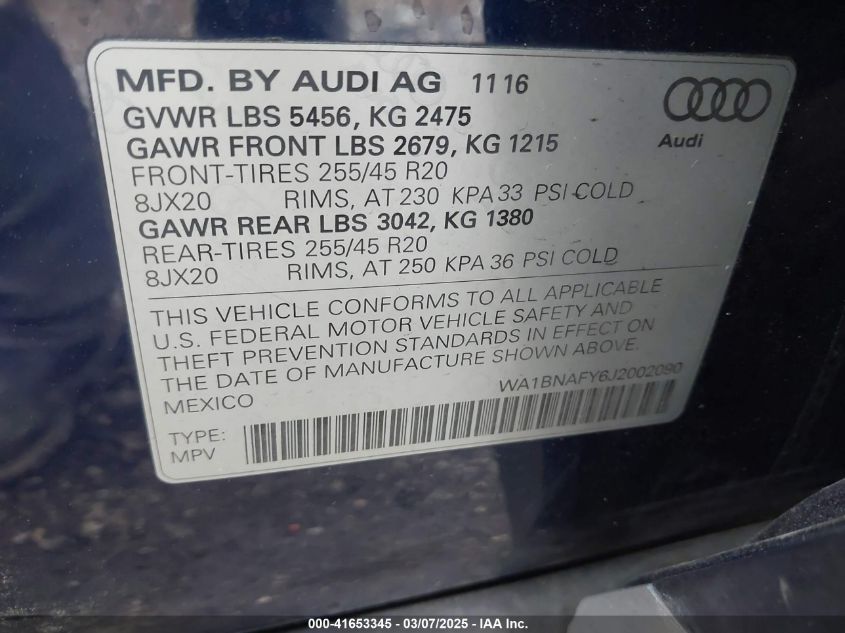 MFD. BY AUDI AG 11 16
GVWR LBS 5456, KG 2475
GAWR FRONT LBS 2679, KG 1215
FRONT-TIRES 255/45 R20
8JX20 RIMS, AT 230 KPA 33 PSI COLD
GAWR REAR LBS 3042, KG 1380
REAR-TIRES 255/45 R20
8JX20 RIMS, AT 250 KPA 36 PSI COLD
Audi
THIS VEHICLE CONFORMS TO ALL APPLICABLE
U.S. FEDERAL MOTOR VEHICLE SAFETY AND
THEFT PREVENTION STANDARDS IN EFFECT ON
THE DATE OF MANUFACTURE SHOWN ABOVE.
MEXICO WA1BNAFY6J2002090
TYPE:
MPV
000-41653345 - 03/07/2025 - IAA Inc.